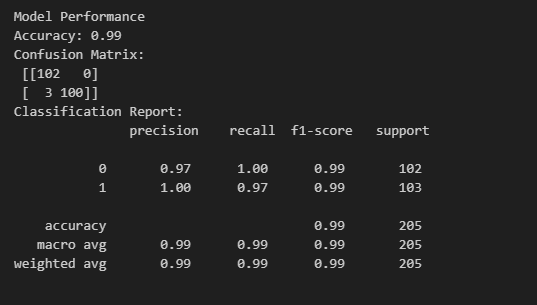 Model Performance
Accuracy: 0.99
Confusion Matrix:
[[102   0]
[  3 100]]
Classification Report:
precision    recall  f1-score   support
0       0.97      1.00      0.99       102
1       1.00      0.97      0.99       103
accuracy                           0.99       205
macro avg       0.99      0.99      0.99       205
weighted avg       0.99      0.99      0.99       205